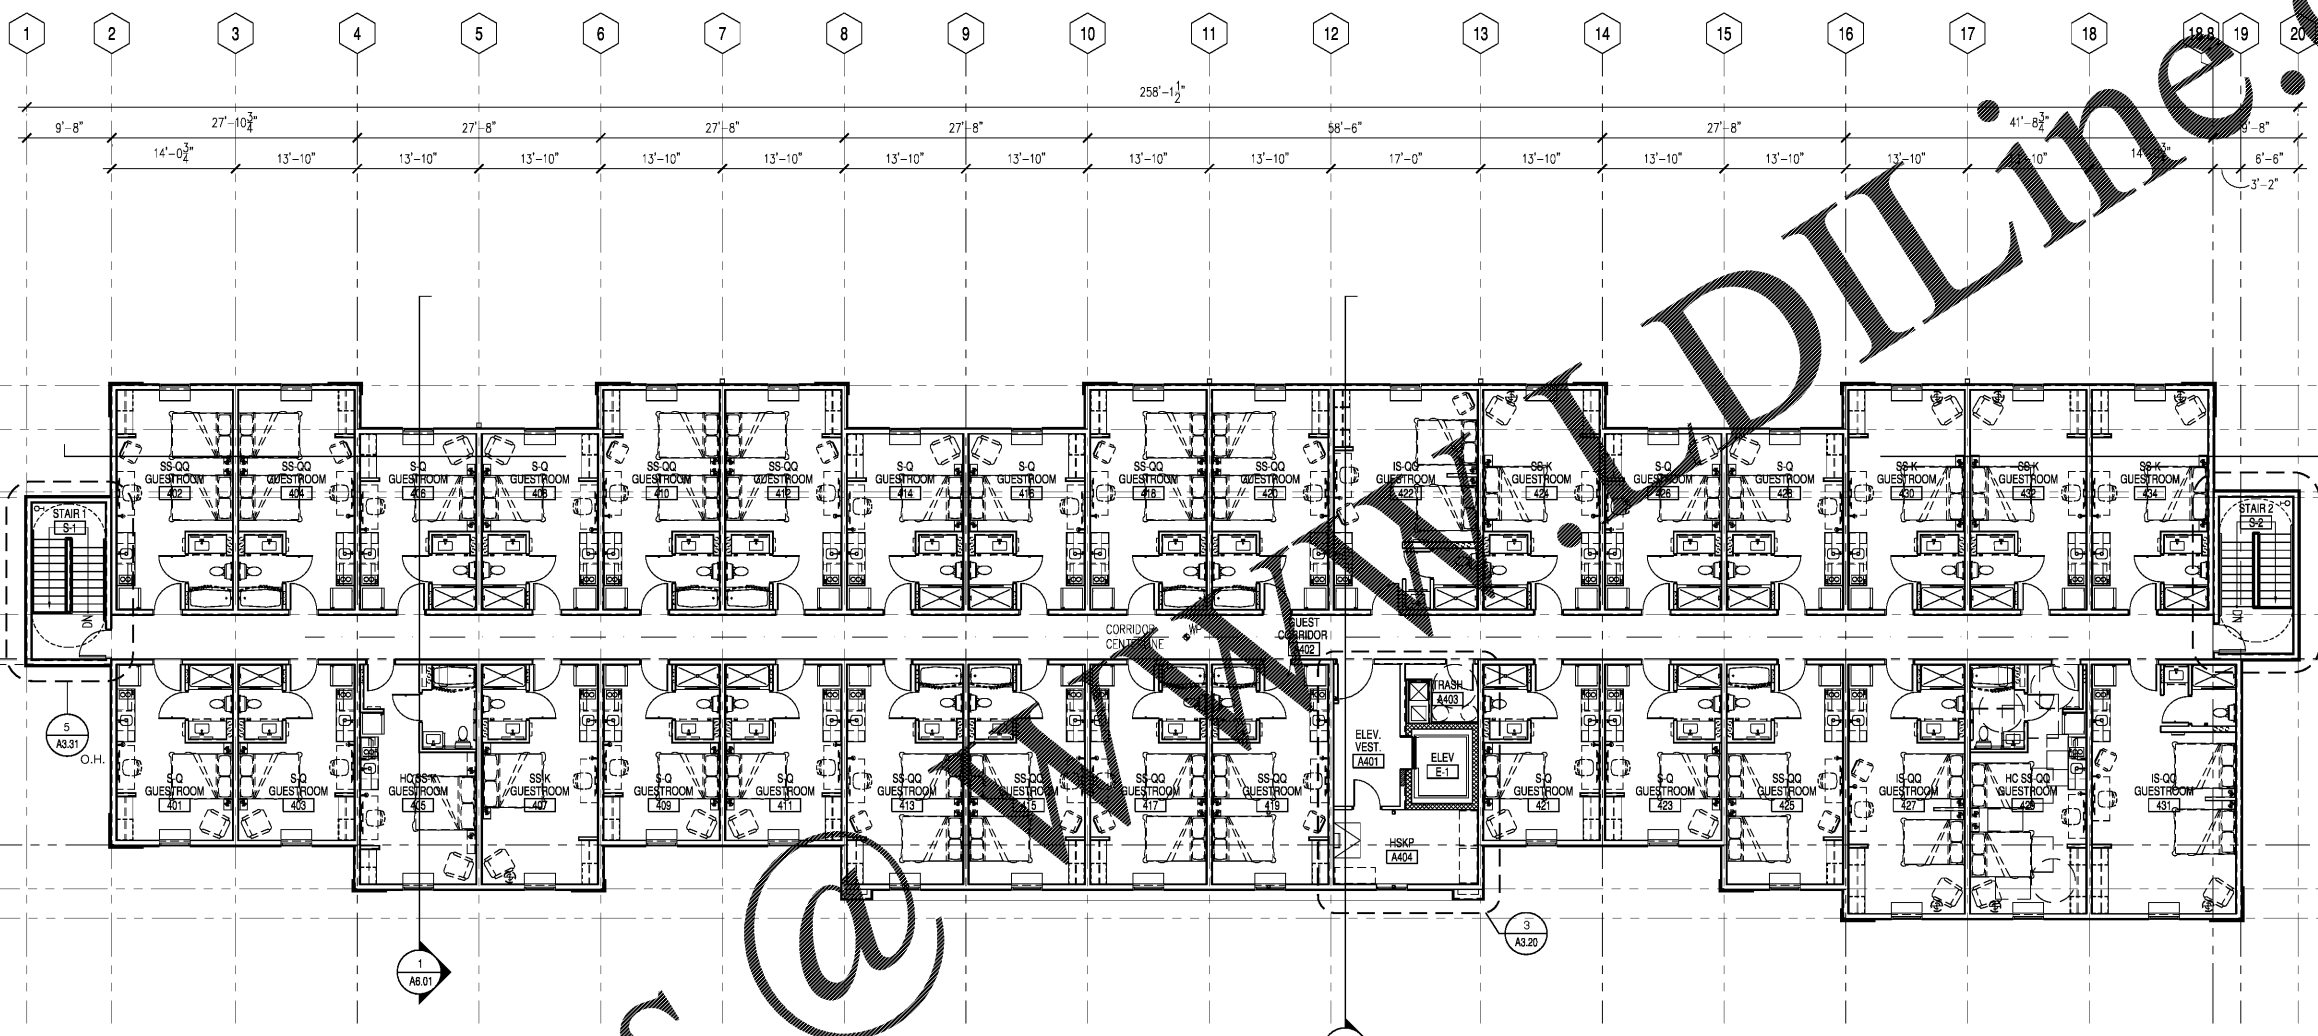 1 2 3 4 5 6 7 8 9 10 11 12 13 14 15 16 17 18 18.8 19 20
258'-1 1/2"
9'-8" 27'-10 3/4" 27'-8" 27'-8" 27'-8" 58'-6" 27'-8" 41'-8 3/4" 9'-8"
14'-0 3/4" 13'-10" 13'-10" 13'-10" 13'-10" 13'-10" 13'-10" 13'-10" 13'-10" 13'-10" 17'-0" 13'-10" 13'-10" 13'-10" 13'-10" 13'-10" 6'-6"
3'-2"
SS-QQ GUESTROOM 402
SS-QQ GUESTROOM 404
S-Q GUESTROOM 406
S-Q GUESTROOM 408
SS-QQ GUESTROOM 410
SS-QQ GUESTROOM 412
S-Q GUESTROOM 414
S-Q GUESTROOM 416
SS-QQ GUESTROOM 418
SS-QQ GUESTROOM 420
IS-QQ GUESTROOM 422
SS-K GUESTROOM 424
S-Q GUESTROOM 426
S-Q GUESTROOM 428
SS-K GUESTROOM 430
SS-K GUESTROOM 432
SS-K GUESTROOM 434
STAIR 1
S-1
DN
STAIR 2
S-2
DN
CORRIDOR
CENTERLINE
WP
GUEST
CORRIDOR
A402
TRASH
A403
ELEV.
VEST.
A401
ELEV
E-1
HSKP
A404
S-Q GUESTROOM 401
S-Q GUESTROOM 403
HC SS-K GUESTROOM 405
SS-K GUESTROOM 407
S-Q GUESTROOM 409
S-Q GUESTROOM 411
SS-QQ GUESTROOM 413
SS-QQ GUESTROOM 415
SS-QQ GUESTROOM 417
SS-QQ GUESTROOM 419
S-Q GUESTROOM 421
S-Q GUESTROOM 423
SS-QQ GUESTROOM 425
IS-QQ GUESTROOM 427
HC SS-QQ GUESTROOM 429
IS-QQ GUESTROOM 431
5
A3.31
O.H.
3
A3.20
1
A6.01
s @ WWW.LDILine.